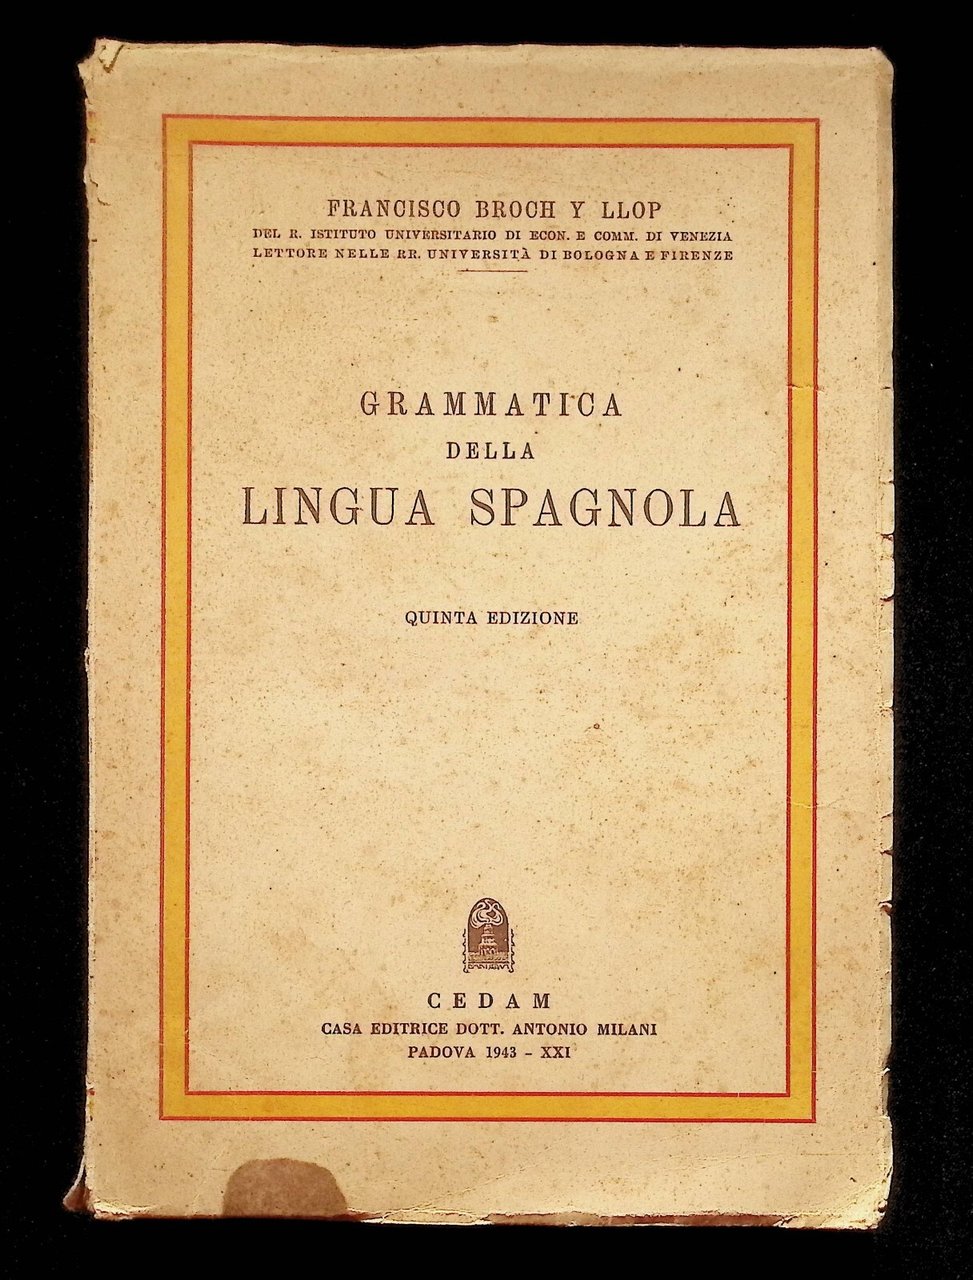 FRANCISCO BROCH Y LLOP
DEL R. ISTITUTO UNIVERSITARIO DI ECON. E COMM. DI VENEZIA
LETTORE NELLE RR. UNIVERSITÀ DI BOLOGNA E FIRENZE
GRAMMATICA
DELLA
LINGUA SPAGNOLA
QUINTA EDIZIONE
CEDAM
CASA EDITRICE DOTT. ANTONIO MILANI
PADOVA 1943 - XXI